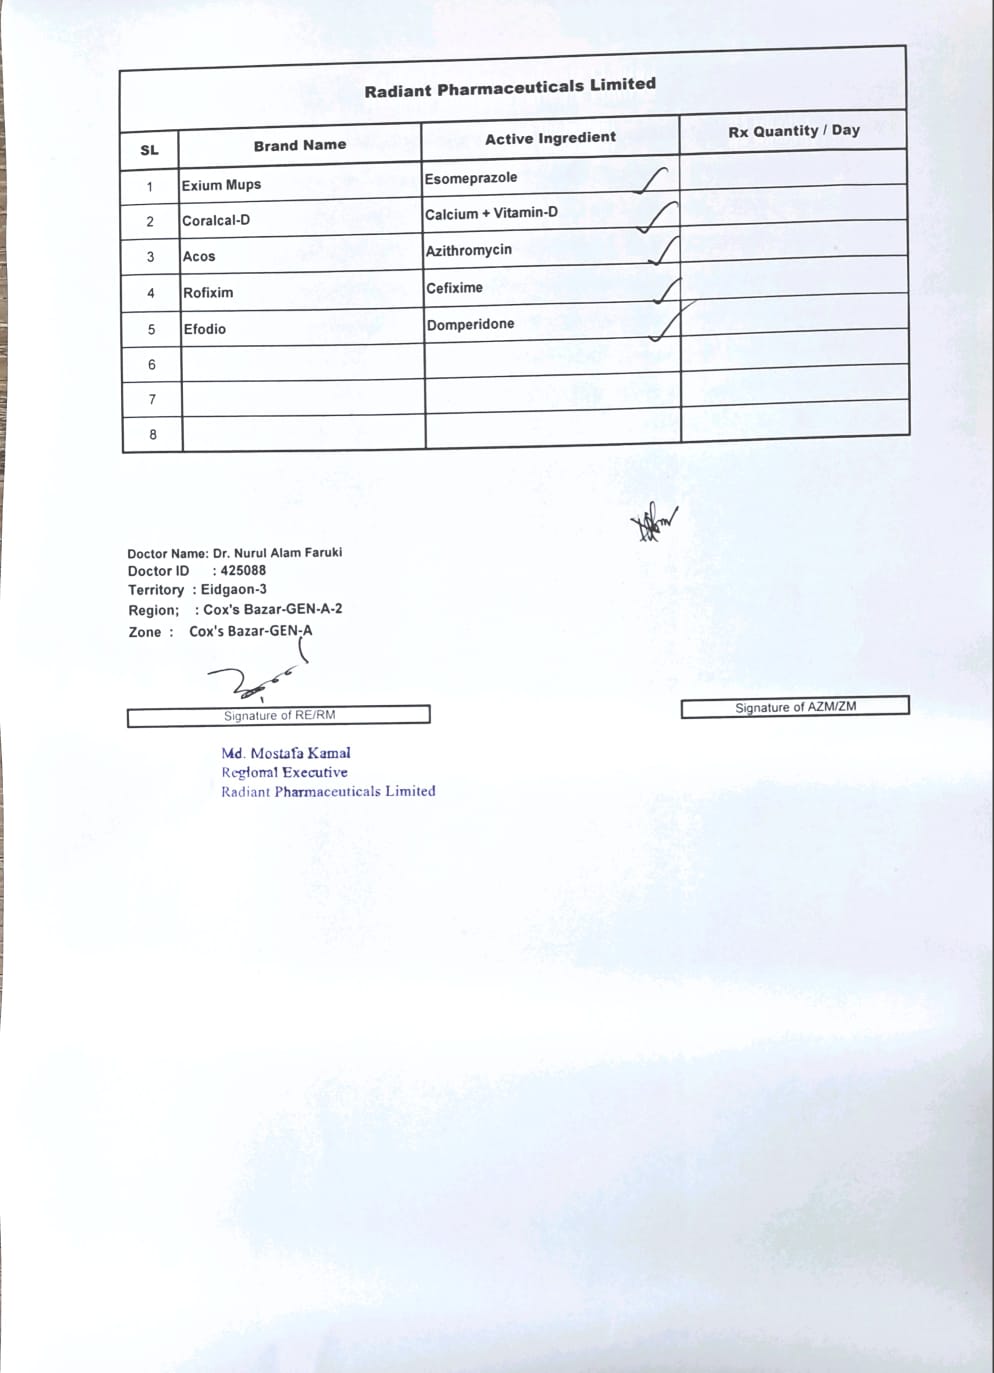 Radiant Pharmaceuticals Limited
SL Brand Name Active Ingredient Rx Quantity / Day
1 Exium Mups Esomeprazole
2 Coralcal-D Calcium + Vitamin-D
3 Acos Azithromycin
4 Rofixim Cefixime
5 Efodio Domperidone
6
7
8
Doctor Name: Dr. Nurul Alam Faruki
Doctor ID : 425088
Territory : Eidgaon-3
Region; : Cox's Bazar-GEN-A-2
Zone : Cox's Bazar-GEN-A
Signature of RE/RM Signature of AZM/ZM
Md. Mostafa Kamal
Regional Executive
Radiant Pharmaceuticals Limited